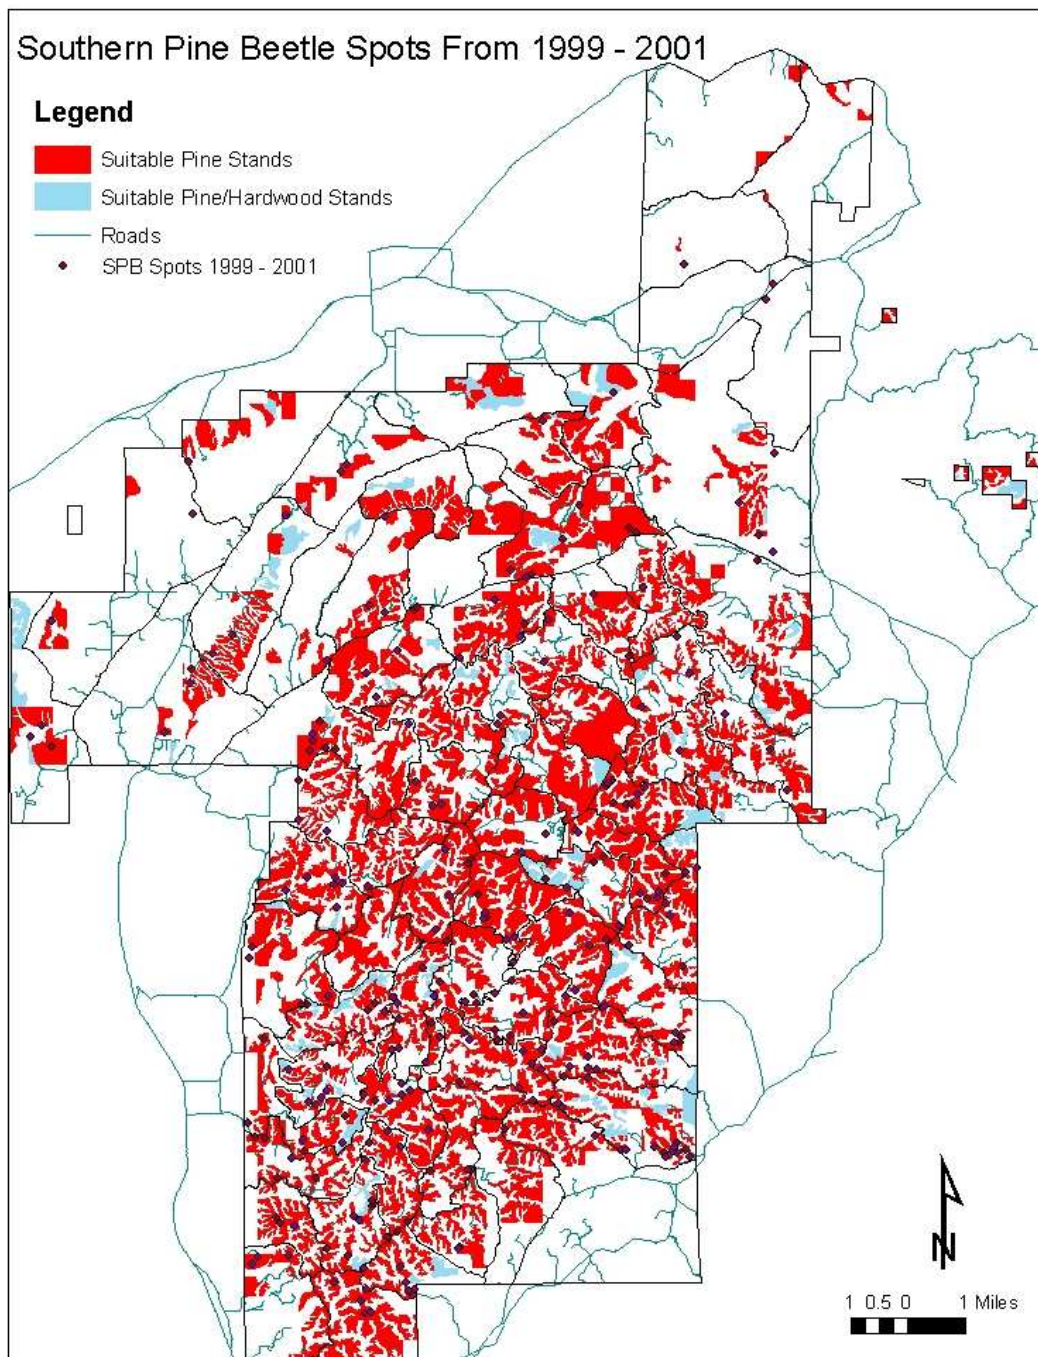 Southern Pine Beetle Spots From 1999 - 2001
Legend
Suitable Pine Stands
Suitable Pine/Hardwood Stands
Roads
SPB Spots 1999 - 2001
N
1 0.5 0 1 Miles